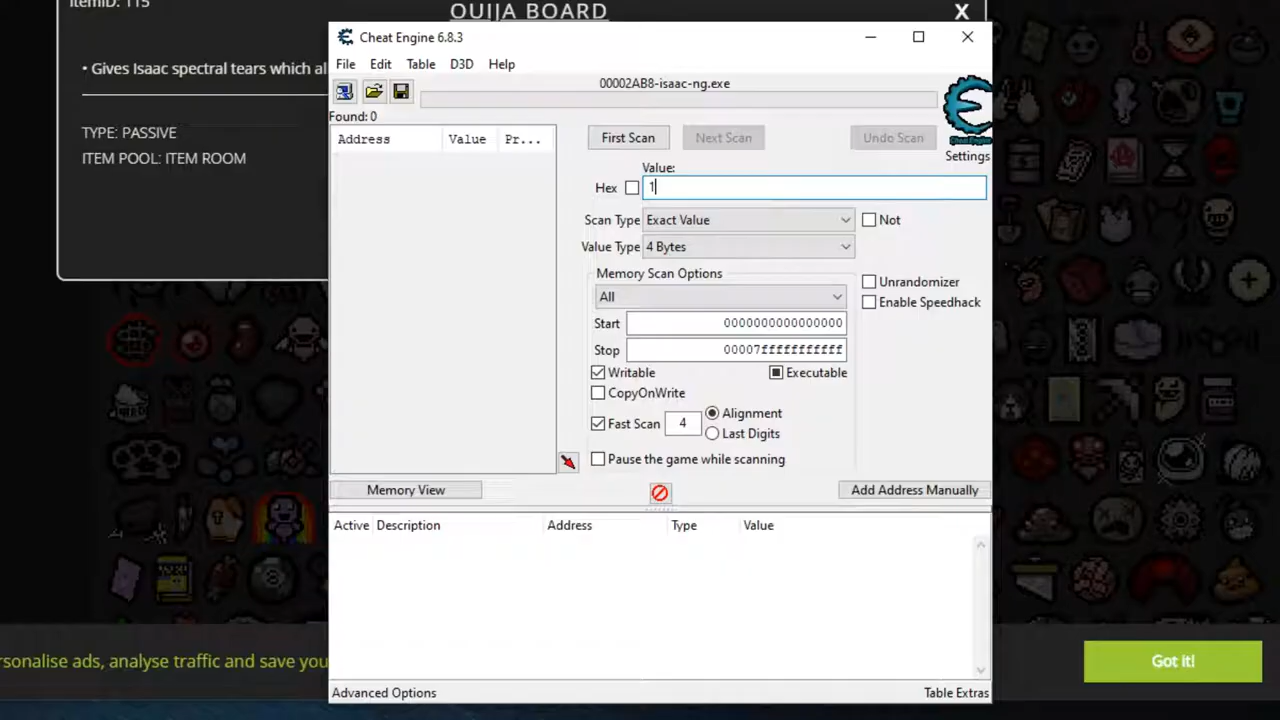 ItemID: 115
OUIJA BOARD
X
• Gives Isaac spectral tears which al
TYPE: PASSIVE
ITEM POOL: ITEM ROOM
Cheat Engine 6.8.3
File Edit Table D3D Help
00002AB8-isaac-ng.exe
Found: 0
Address Value Pr...
First Scan Next Scan Undo Scan
Cheat Engine
Settings
Value:
Hex 1
Scan Type Exact Value Not
Value Type 4 Bytes
Memory Scan Options
All
Unrandomizer
Enable Speedhack
Start 0000000000000000
Stop 00007fffffffffff
Writable Executable
CopyOnWrite
Fast Scan 4 Alignment
Last Digits
Pause the game while scanning
Memory View Add Address Manually
Active Description Address Type Value
rsonalise ads, analyse traffic and save you
Got it!
Advanced Options Table Extras